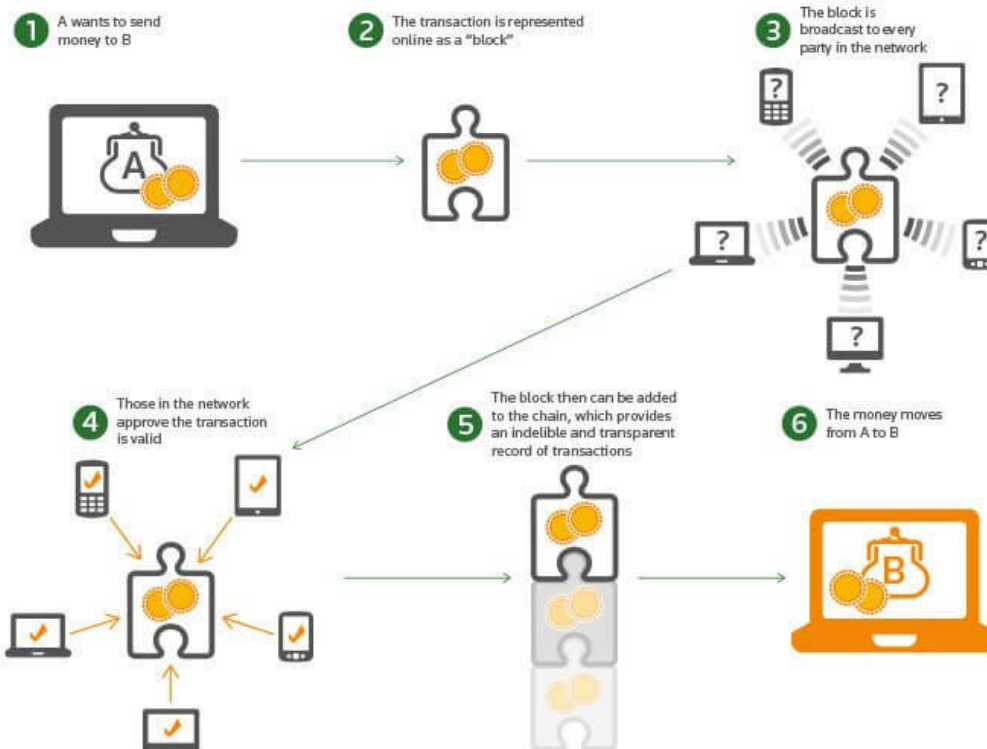 1
A wants to send
money to B
2
The transaction is represented
online as a “block”
3
The block is
broadcast to every
party in the network
A
?
?
?
?
?
4
Those in the network
approve the transaction
is valid
5
The block then can be added
to the chain, which provides
an indelible and transparent
record of transactions
6
The money moves
from A to B
B